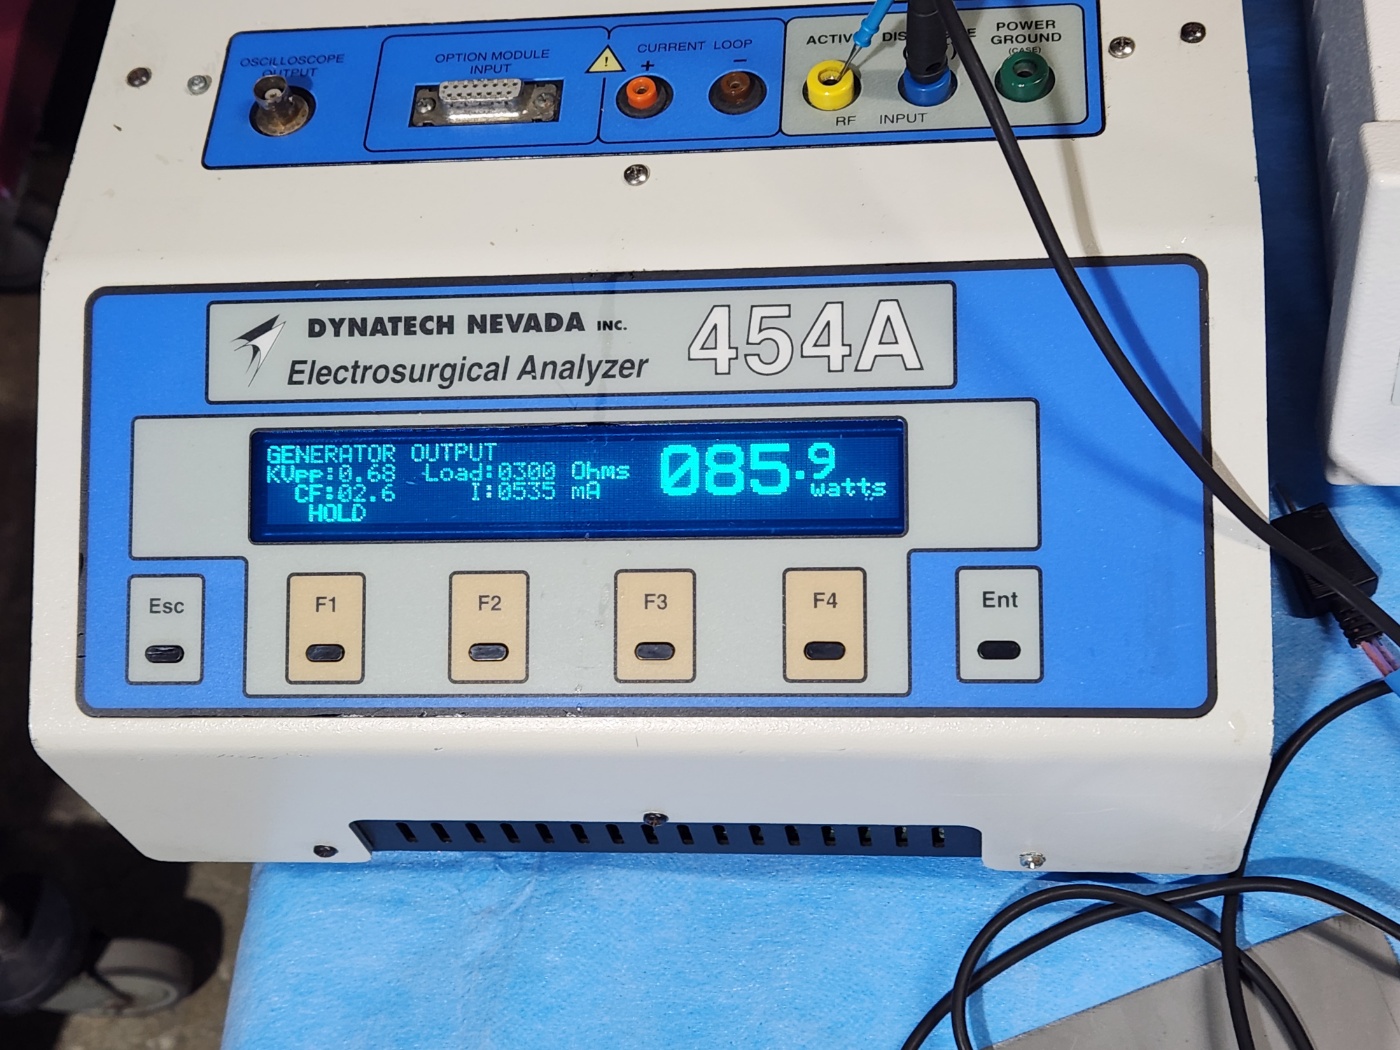 OSCILLOSCOPE
OUTPUT
OPTION MODULE
INPUT
!
CURRENT LOOP
+ -
POWER
GROUND
(CASE)
RF INPUT
DYNATECH NEVADA INC.
Electrosurgical Analyzer
454A
GENERATOR OUTPUT
KVpp:0.68 Load:0300 Ohms
CF:02.6 I:0535 mA
HOLD
085.9
watts
Esc
F1
F2
F3
F4
Ent